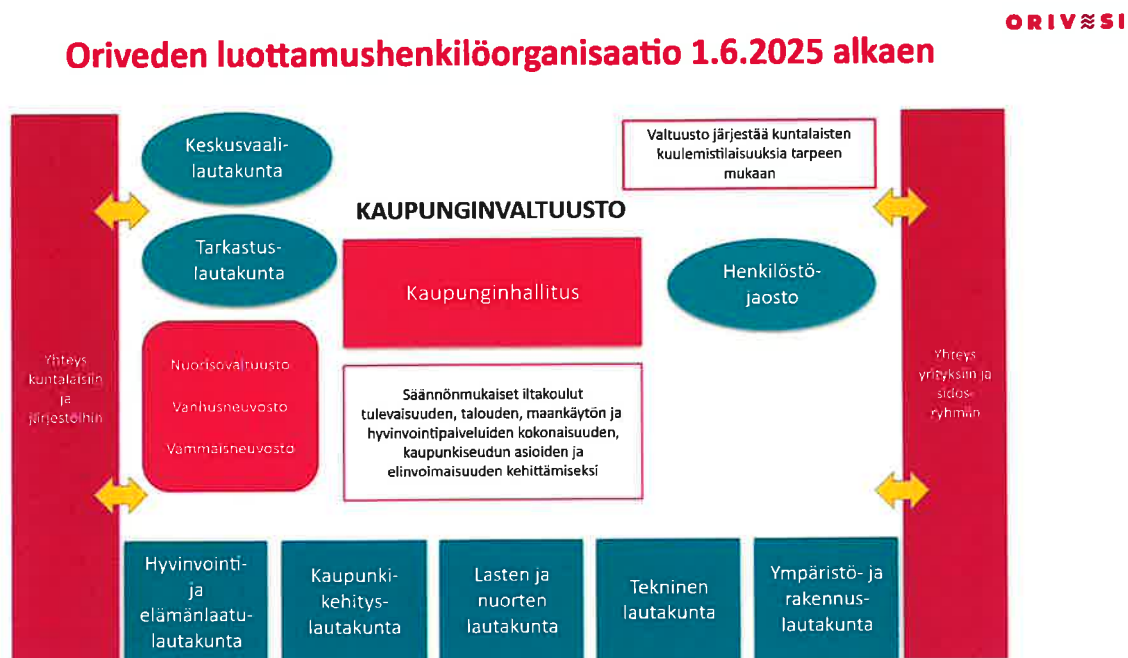 ORIVESI
Oriveden luottamushenkilöorganisaatio 1.6.2025 alkaen
Keskusvaali-
lautakunta
Valtuusto järjestää kuntalaisten
kuulemistilaisuuksia tarpeen
mukaan
KAUPUNGINVALTUUSTO
Tarkastus-
lautakunta
Kaupunginhallitus
Henkilöstö-
jaosto
Yhteys
kuntalaisiin
ja
järjestöihin
Nuorisovaltuusto
Vanhusneuvosto
Vammaisneuvosto
Säännönmukaiset iltakoulut
tulevaisuuden, talouden, maankäytön ja
hyvinvointipalveluiden kokonaisuuden,
kaupunkiseudun asioiden ja
elinvoimaisuuden kehittämiseksi
Yhteys
yrityksiin ja
sidos-
ryhmiin
Hyvinvointi-
ja
elämänlaatu-
lautakunta
Kaupunki-
kehitys-
lautakunta
Lasten ja
nuorten
lautakunta
Tekninen
lautakunta
Ympäristö- ja
rakennus-
lautakunta